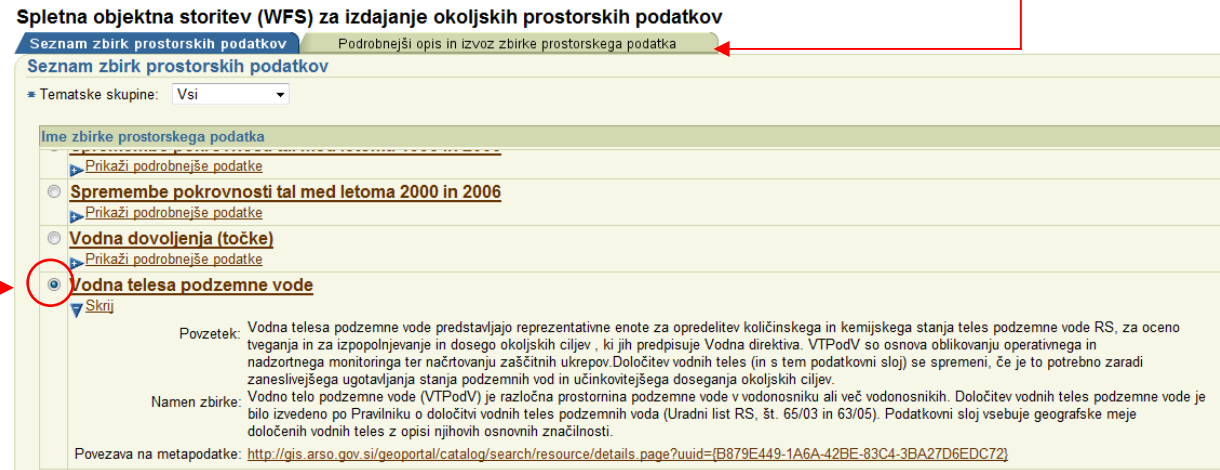 Spletna objektna storitev (WFS) za izdajanje okoljskih prostorskih podatkov
Seznam zbirk prostorskih podatkov
Podrobnejši opis in izvoz zbirke prostorskega podatka
Seznam zbirk prostorskih podatkov
Tematske skupine: Vsi
Ime zbirke prostorskega podatka
Prikaži podrobnejše podatke
Spremembe pokrovnosti tal med letoma 2000 in 2006
Prikaži podrobnejše podatke
Vodna dovoljenja (točke)
Prikaži podrobnejše podatke
Vodna telesa podzemne vode
Skrij
Povzetek: Vodna telesa podzemne vode predstavljajo reprezentativne enote za opredelitev količinskega in kemijskega stanja teles podzemne vode RS, za oceno
tveganja in za izpopolnjevanje in dosego okoljskih ciljev , ki jih predpisuje Vodna direktiva. VTPodV so osnova oblikovanju operativnega in
nadzortnega monitoringa ter načrtovanju zaščitnih ukrepov.Določitev vodnih teles (in s tem podatkovni sloj) se spremeni, če je to potrebno zaradi
zaneslivejšega ugotavljanja stanja podzemnih vod in učinkovitejšega doseganja okoljskih ciljev.
Namen zbirke: Vodno telo podzemne vode (VTPodV) je razločna prostornina podzemne vode v vodonosniku ali več vodonosnikih. Določitev vodnih teles podzemne vode je
bilo izvedeno po Pravilniku o določitvi vodnih teles podzemnih voda (Uradni list RS, št. 65/03 in 63/05). Podatkovni sloj vsebuje geografske meje
določenih vodnih teles z opisi njihovih osnovnih značilnosti.
Povezava na metapodatke: http://gis.arso.gov.si/geoportal/catalog/search/resource/details.page?uuid={B879E449-1A6A-42BE-83C4-3BA27D6EDC72}